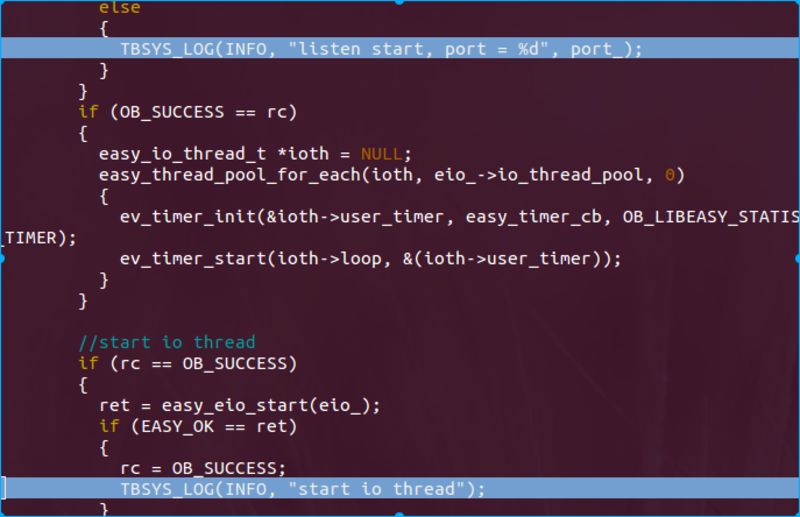 else
{
TBSYS_LOG(INFO, "listen start, port = %d", port_);
}
}
if (OB_SUCCESS == rc)
{
easy_io_thread_t *ioth = NULL;
easy_thread_pool_for_each(ioth, eio_->io_thread_pool, 0)
{
ev_timer_init(&ioth->user_timer, easy_timer_cb, OB_LIBEASY_STATIS
_TIMER);
ev_timer_start(ioth->loop, &(ioth->user_timer));
}
}
//start io thread
if (rc == OB_SUCCESS)
{
ret = easy_eio_start(eio_);
if (EASY_OK == ret)
{
rc = OB_SUCCESS;
TBSYS_LOG(INFO, "start io thread");
}